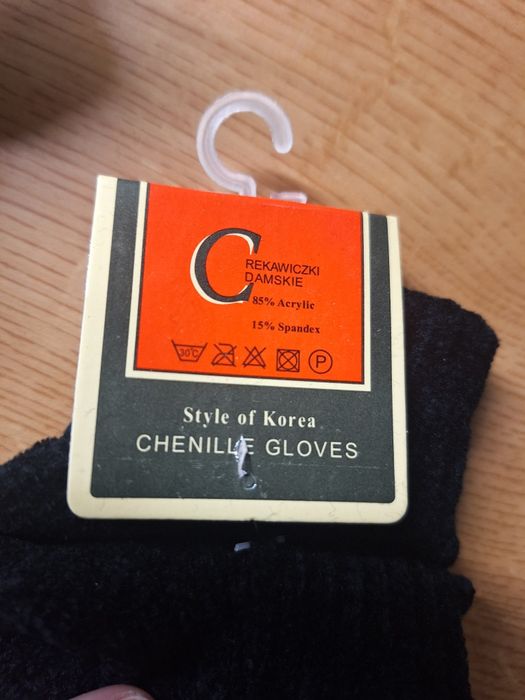 C
REKAWICZKI
DAMSKIE
85% Acrylic
15% Spandex
30°C
P
Style of Korea
CHENILLE GLOVES